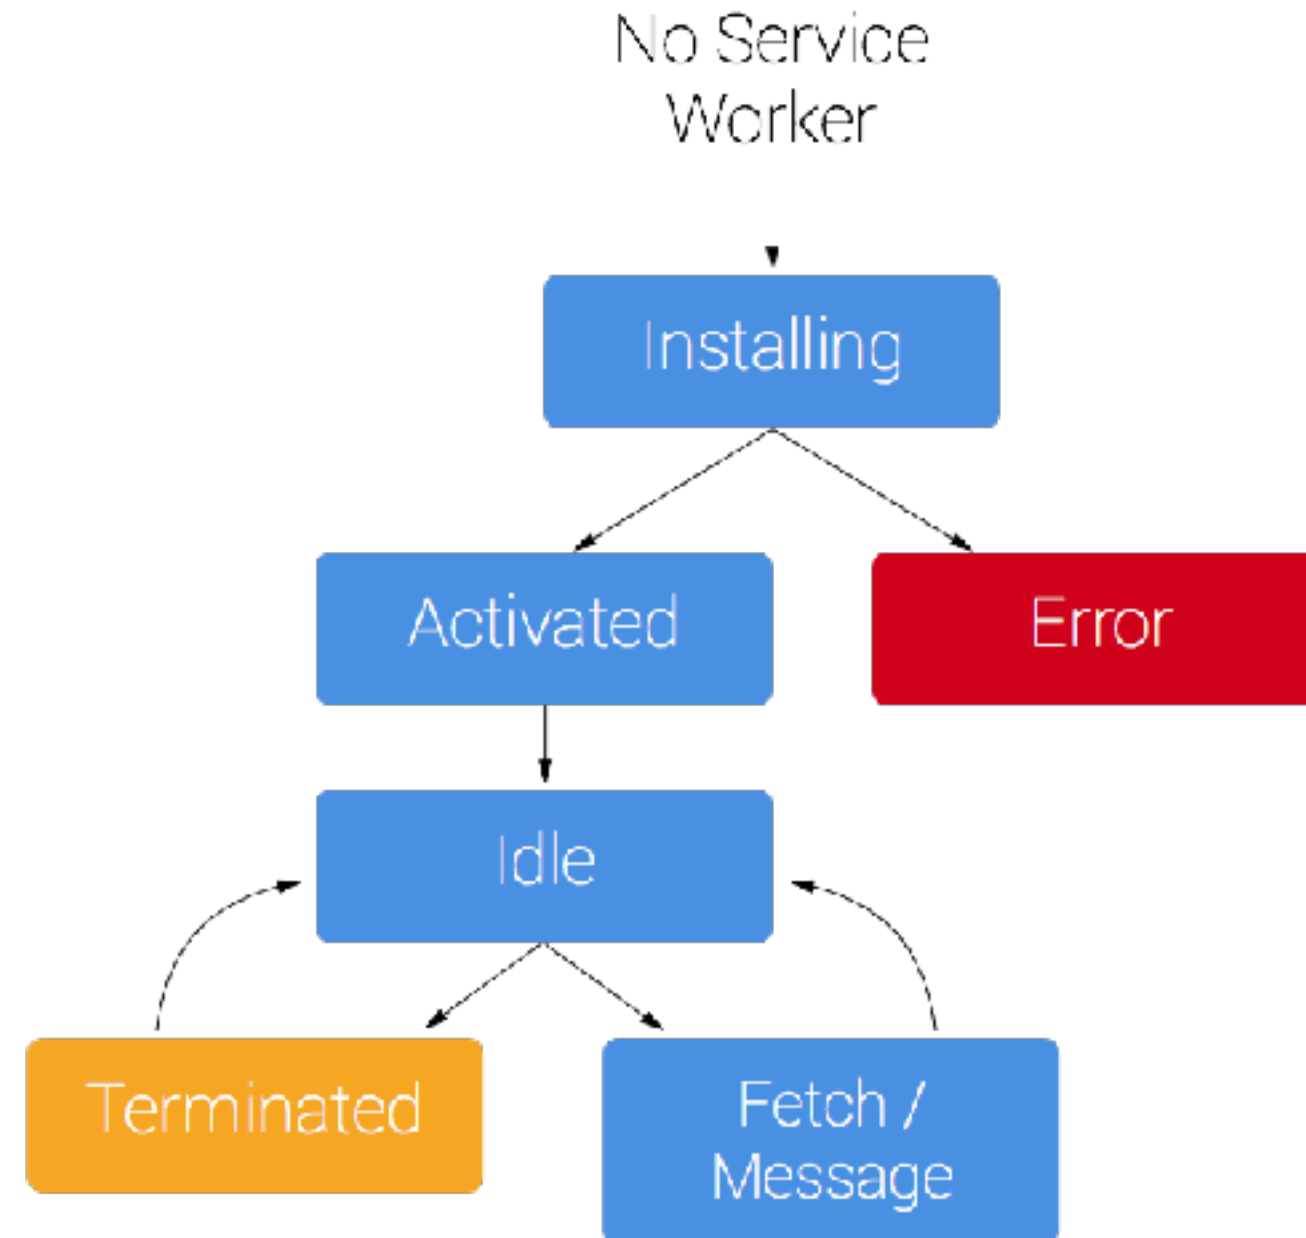 No Service
Worker
Installing
Activated
Error
Idle
Terminated
Fetch /
Message